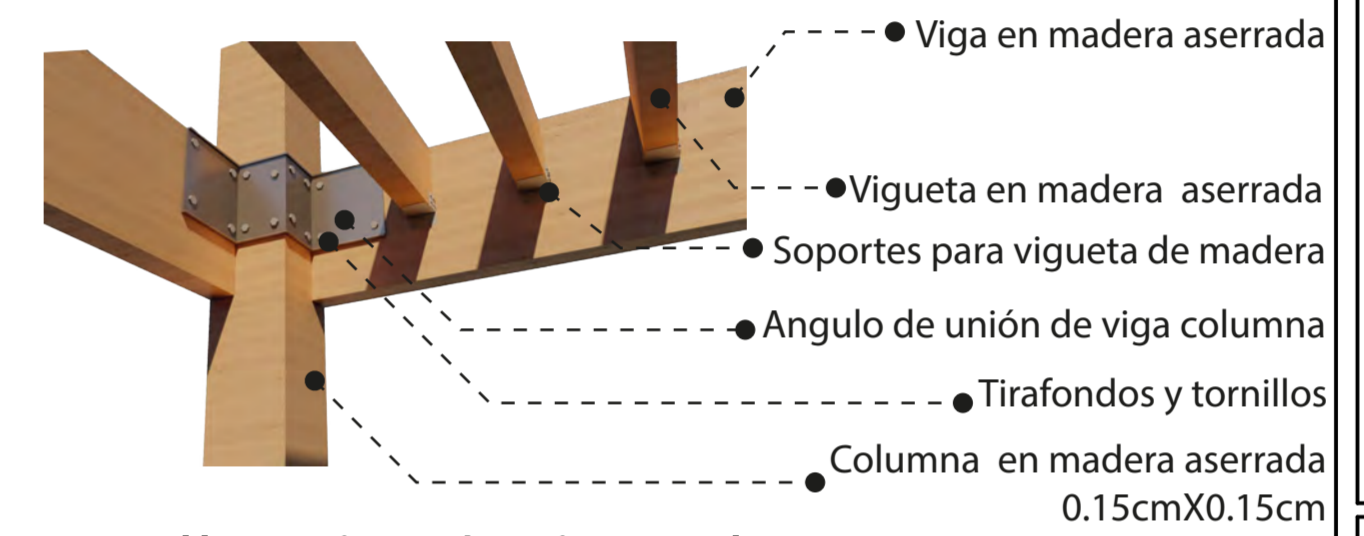 Viga en madera aserrada
Vigueta en madera aserrada
Soportes para vigueta de madera
Angulo de unión de viga columna
Tirafondos y tornillos
Columna en madera aserrada
0.15cmX0.15cm